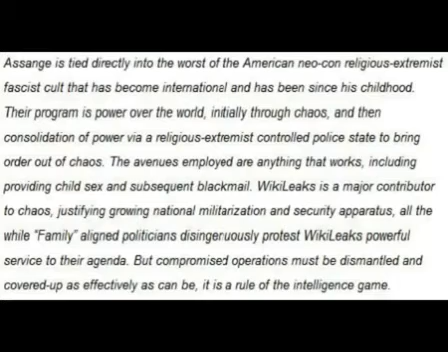 Assange is tied directly into the worst of the American neo-con religious-extremist
fascist cult that has become international and has been since his childhood.
Their program is power over the world, initially through chaos, and then
consolidation of power via a religious-extremist controlled police state to bring
order out of chaos. The avenues employed are anything that works, including
providing child sex and subsequent blackmail. WikiLeaks is a major contributor
to chaos, justifying growing national militarization and security apparatus, all the
while "Family" aligned politicians disingeruously protest WikiLeaks powerful
service to their agenda. But compromised operations must be dismantled and
covered-up as effectively as can be, it is a rule of the intelligence game.